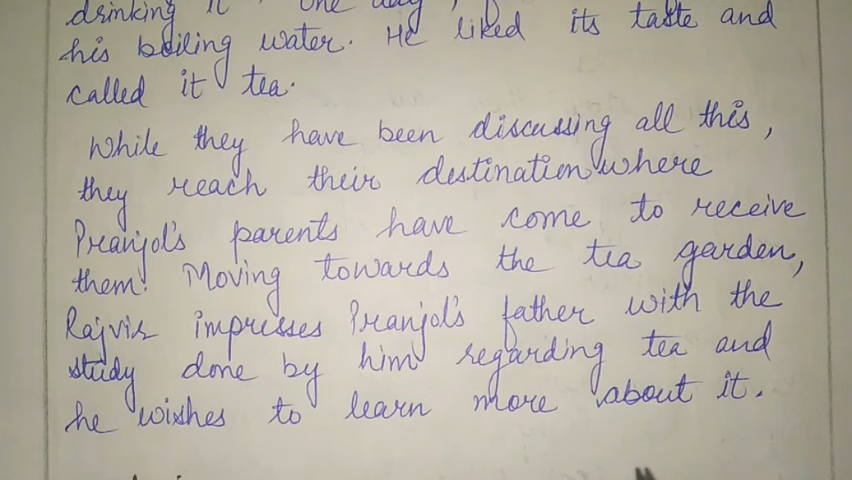 drinking it. One day,
his boiling water. He liked its taste and
called it tea.
While they have been discussing all this,
they reach their destination where
Pranjol's parents have come to receive
them. Moving towards the tea garden,
Rajvir impresses Pranjol's father with the
study done by him regarding tea and
he wishes to learn more about it.